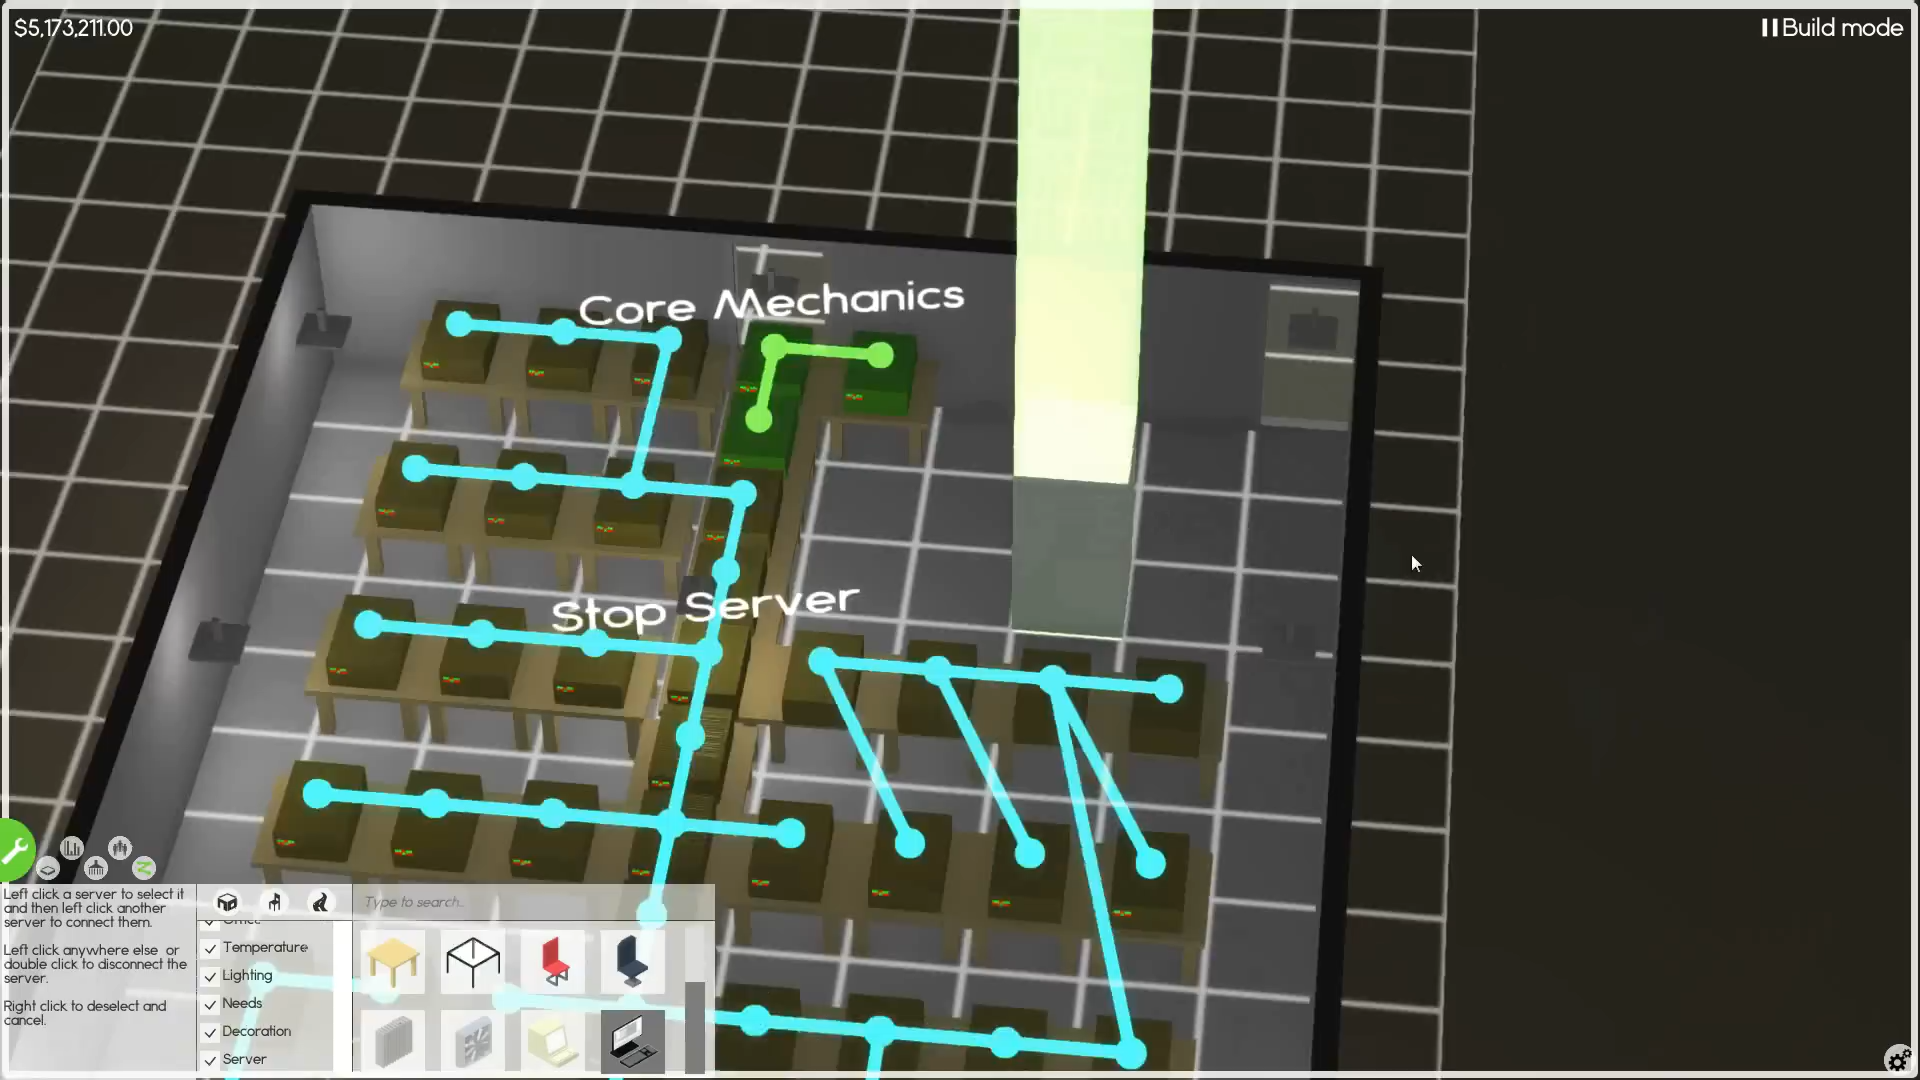 $5,173,211.00
Build mode
Core Mechanics
Stop Server
Left click a server to select it
and then left click another
server to connect them.
Left click anywhere else or
double click to disconnect the
server.
Right click to deselect and
cancel.
Type to search..
Temperature
Lighting
Needs
Decoration
Server